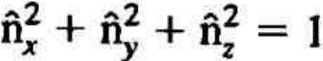 n̂ₓ² + n̂ᵧ² + n̂_z² = 1